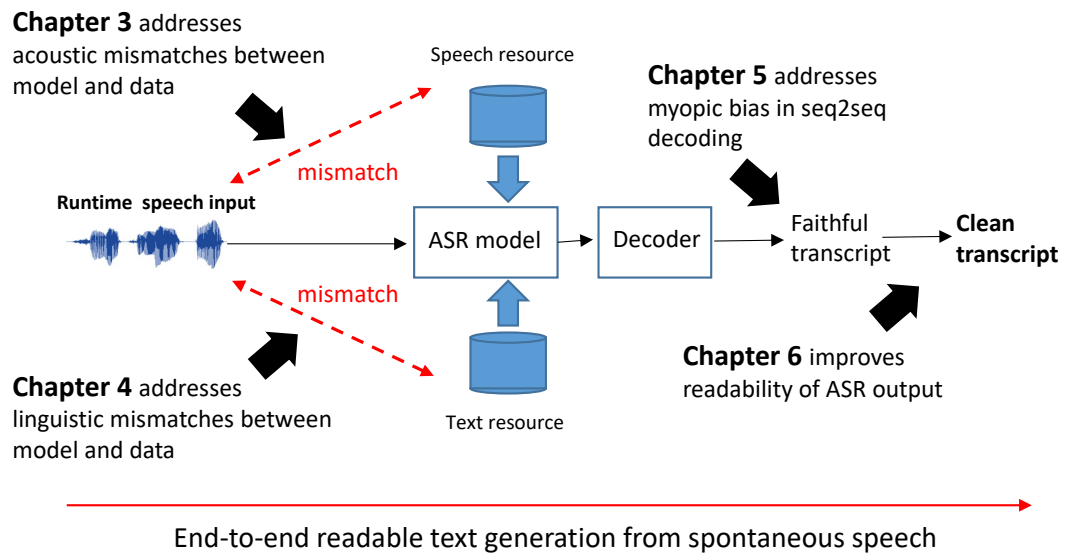 Chapter 3 addresses
acoustic mismatches between
model and data
Speech resource
Chapter 5 addresses
myopic bias in seq2seq
decoding
mismatch
Runtime speech input
ASR model
Decoder
Faithful
transcript
Clean
transcript
mismatch
Chapter 4 addresses
linguistic mismatches between
model and data
Text resource
Chapter 6 improves
readability of ASR output
End-to-end readable text generation from spontaneous speech